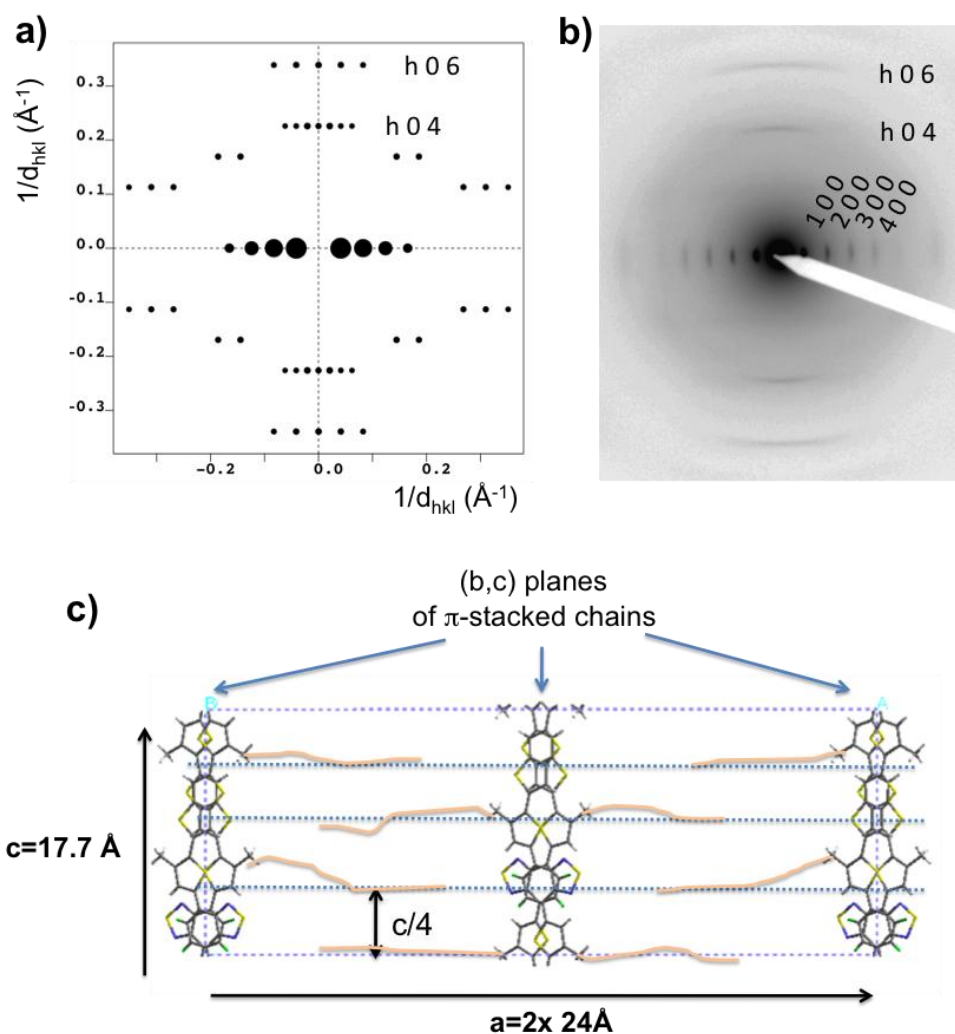 a)
h 0 6
h 0 4
1/dhkl (Å-1)
0.3
0.2
0.1
0.0
-0.1
-0.2
-0.3
-0.2
0.0
0.2
1/dhkl (Å-1)
b)
h 0 6
h 0 4
1 0 0
2 0 0
3 0 0
4 0 0
c)
(b,c) planes
of π-stacked chains
B
A
c=17.7 Å
c/4
a=2x 24Å